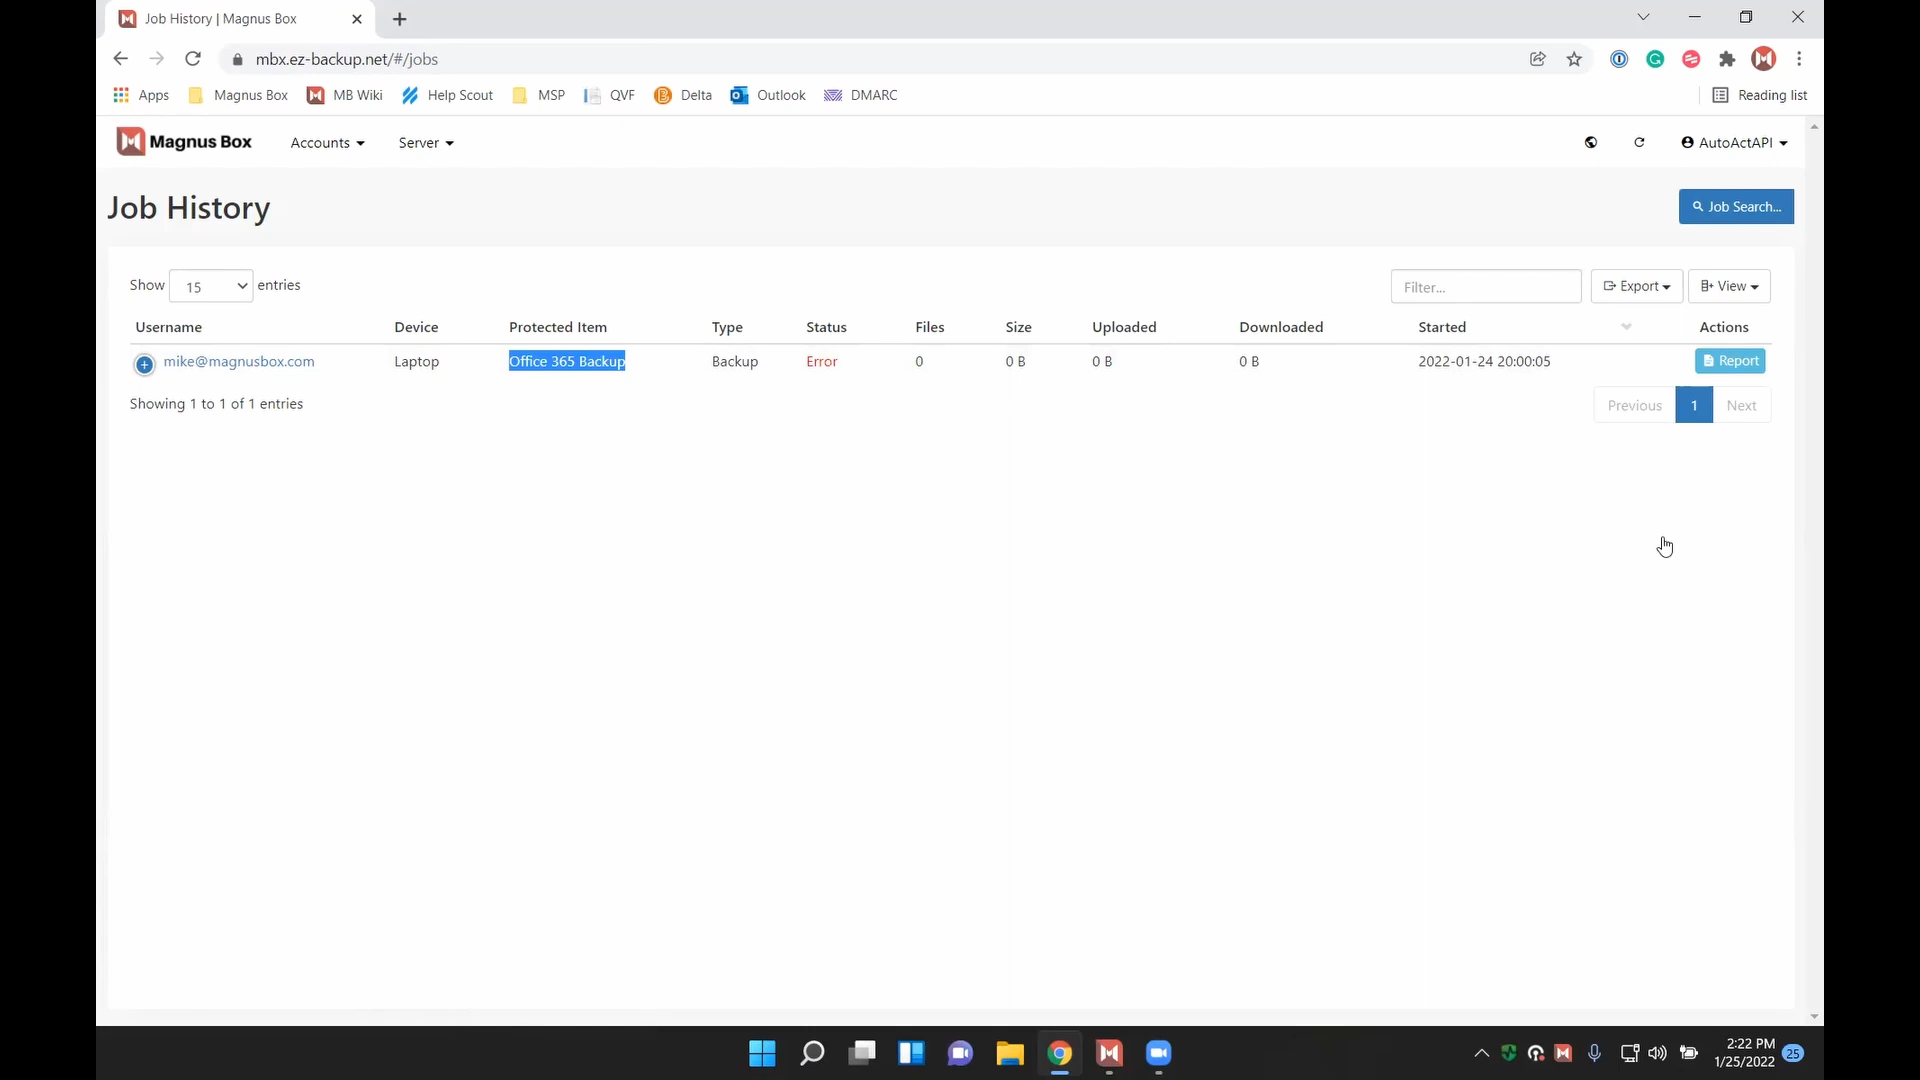 Job History | Magnus Box
mbx.ez-backup.net/#/jobs
Apps Magnus Box MB Wiki Help Scout MSP QVF Delta Outlook DMARC Reading list
Magnus Box Accounts Server AutoActAPI
Job History Job Search...
Show 15 entries Filter... Export View
Username Device Protected Item Type Status Files Size Uploaded Downloaded Started Actions
mike@magnusbox.com Laptop Office 365 Backup Backup Error 0 0 B 0 B 0 B 2022-01-24 20:00:05 Report
Showing 1 to 1 of 1 entries Previous 1 Next
2:22 PM
1/25/2022 25